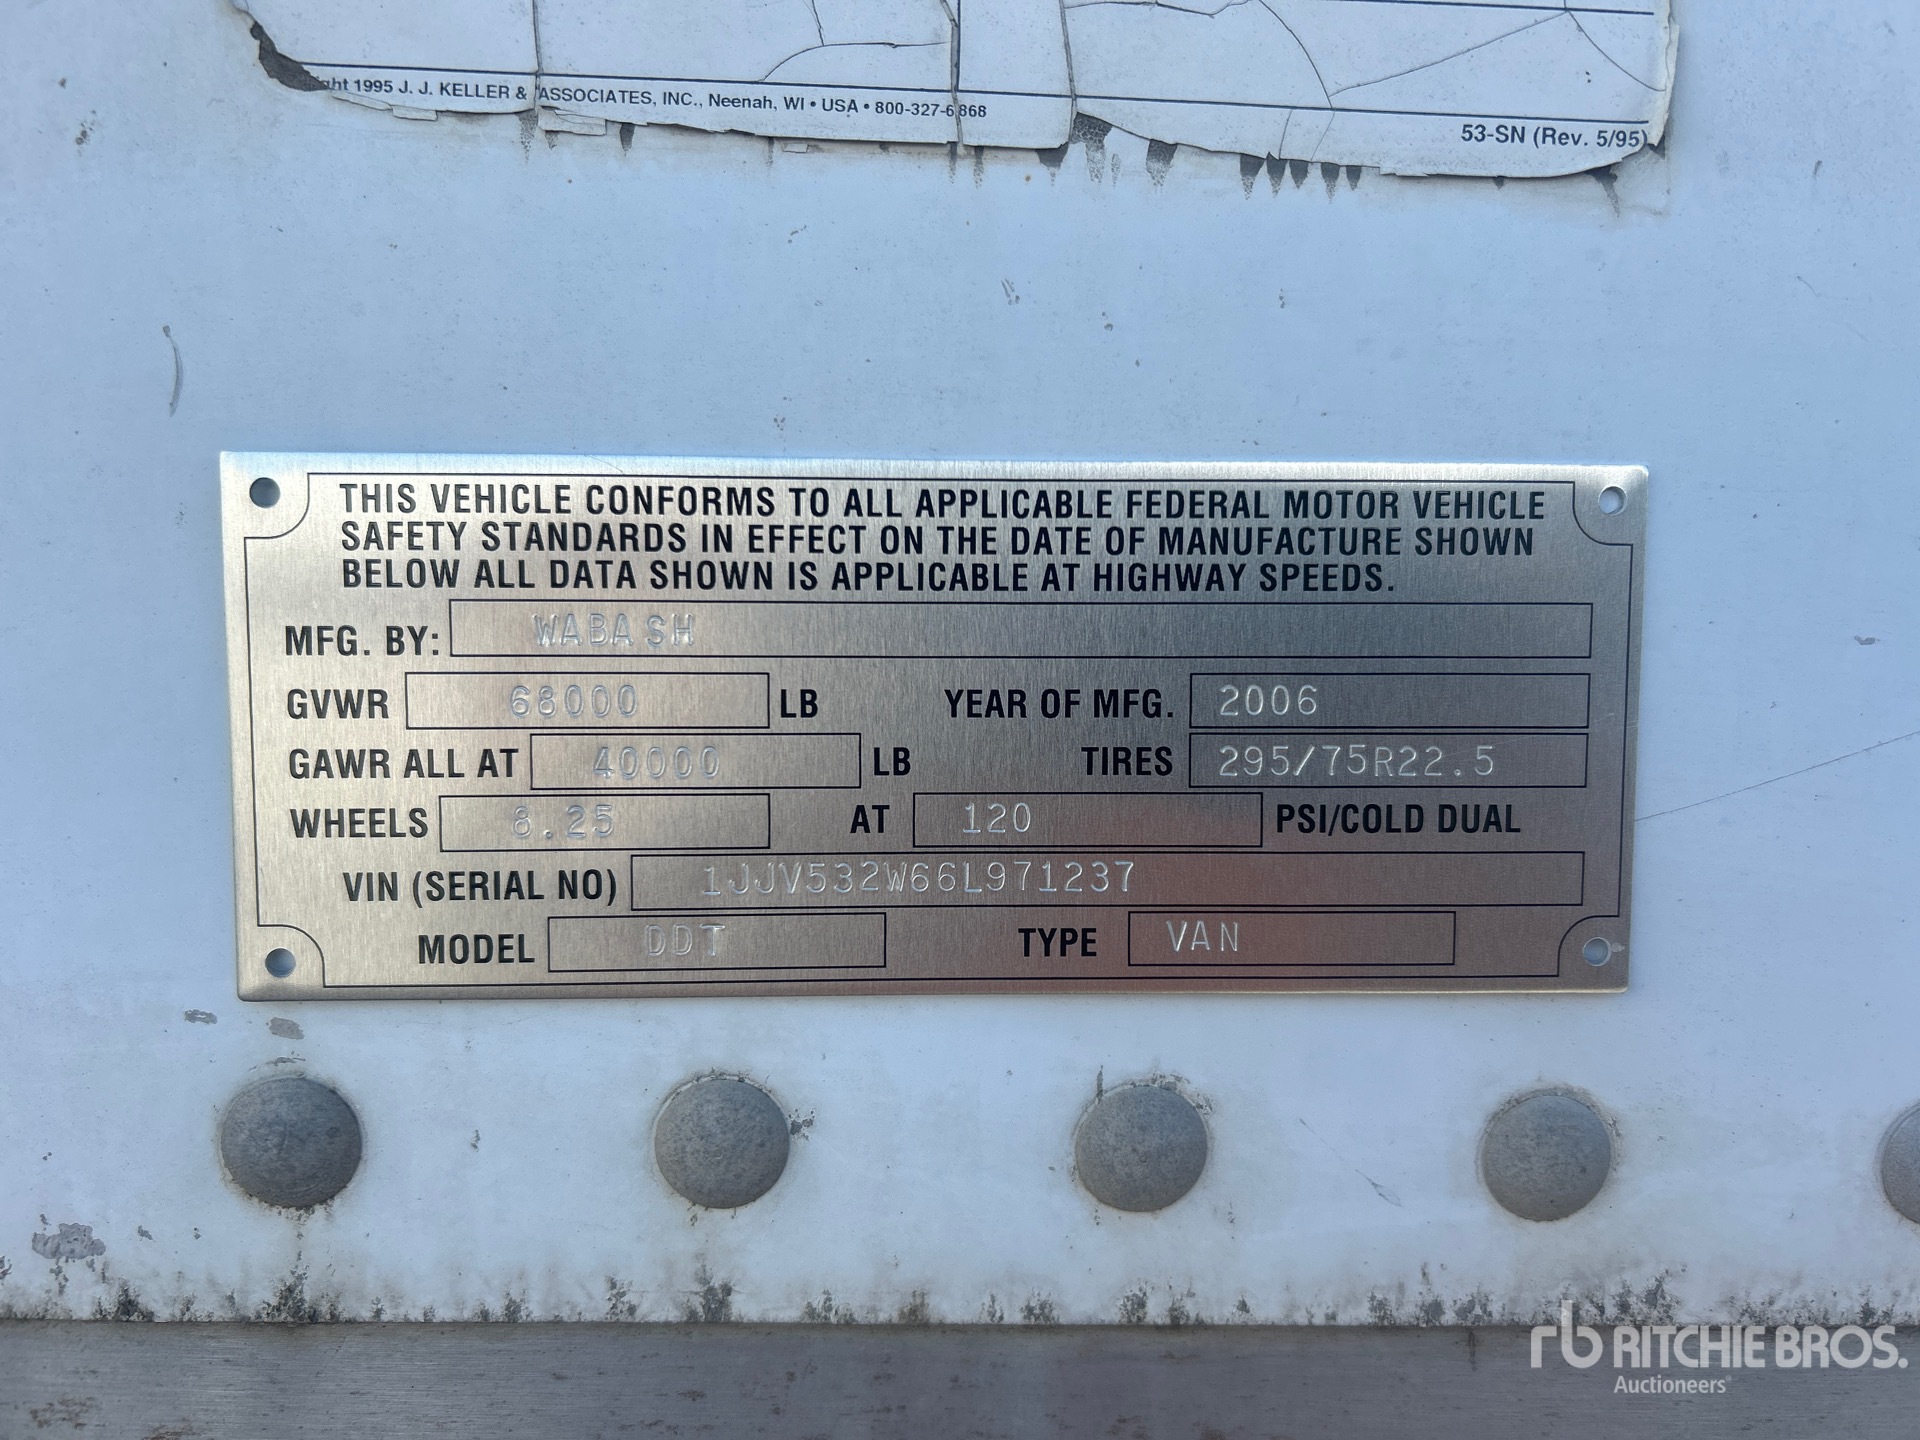 ght 1995 J. J. KELLER & ASSOCIATES, INC., Neenah, WI • USA • 800-327-6868
53-SN (Rev. 5/95)
THIS VEHICLE CONFORMS TO ALL APPLICABLE FEDERAL MOTOR VEHICLE
SAFETY STANDARDS IN EFFECT ON THE DATE OF MANUFACTURE SHOWN
BELOW ALL DATA SHOWN IS APPLICABLE AT HIGHWAY SPEEDS.
MFG. BY: WABASH
GVWR 68000 LB YEAR OF MFG. 2006
GAWR ALL AT 40000 LB TIRES 295/75R22.5
WHEELS 8.25 AT 120 PSI/COLD DUAL
VIN (SERIAL NO) 1JJV532W66L971237
MODEL DDT TYPE VAN
rb RITCHIE BROS.
Auctioneers